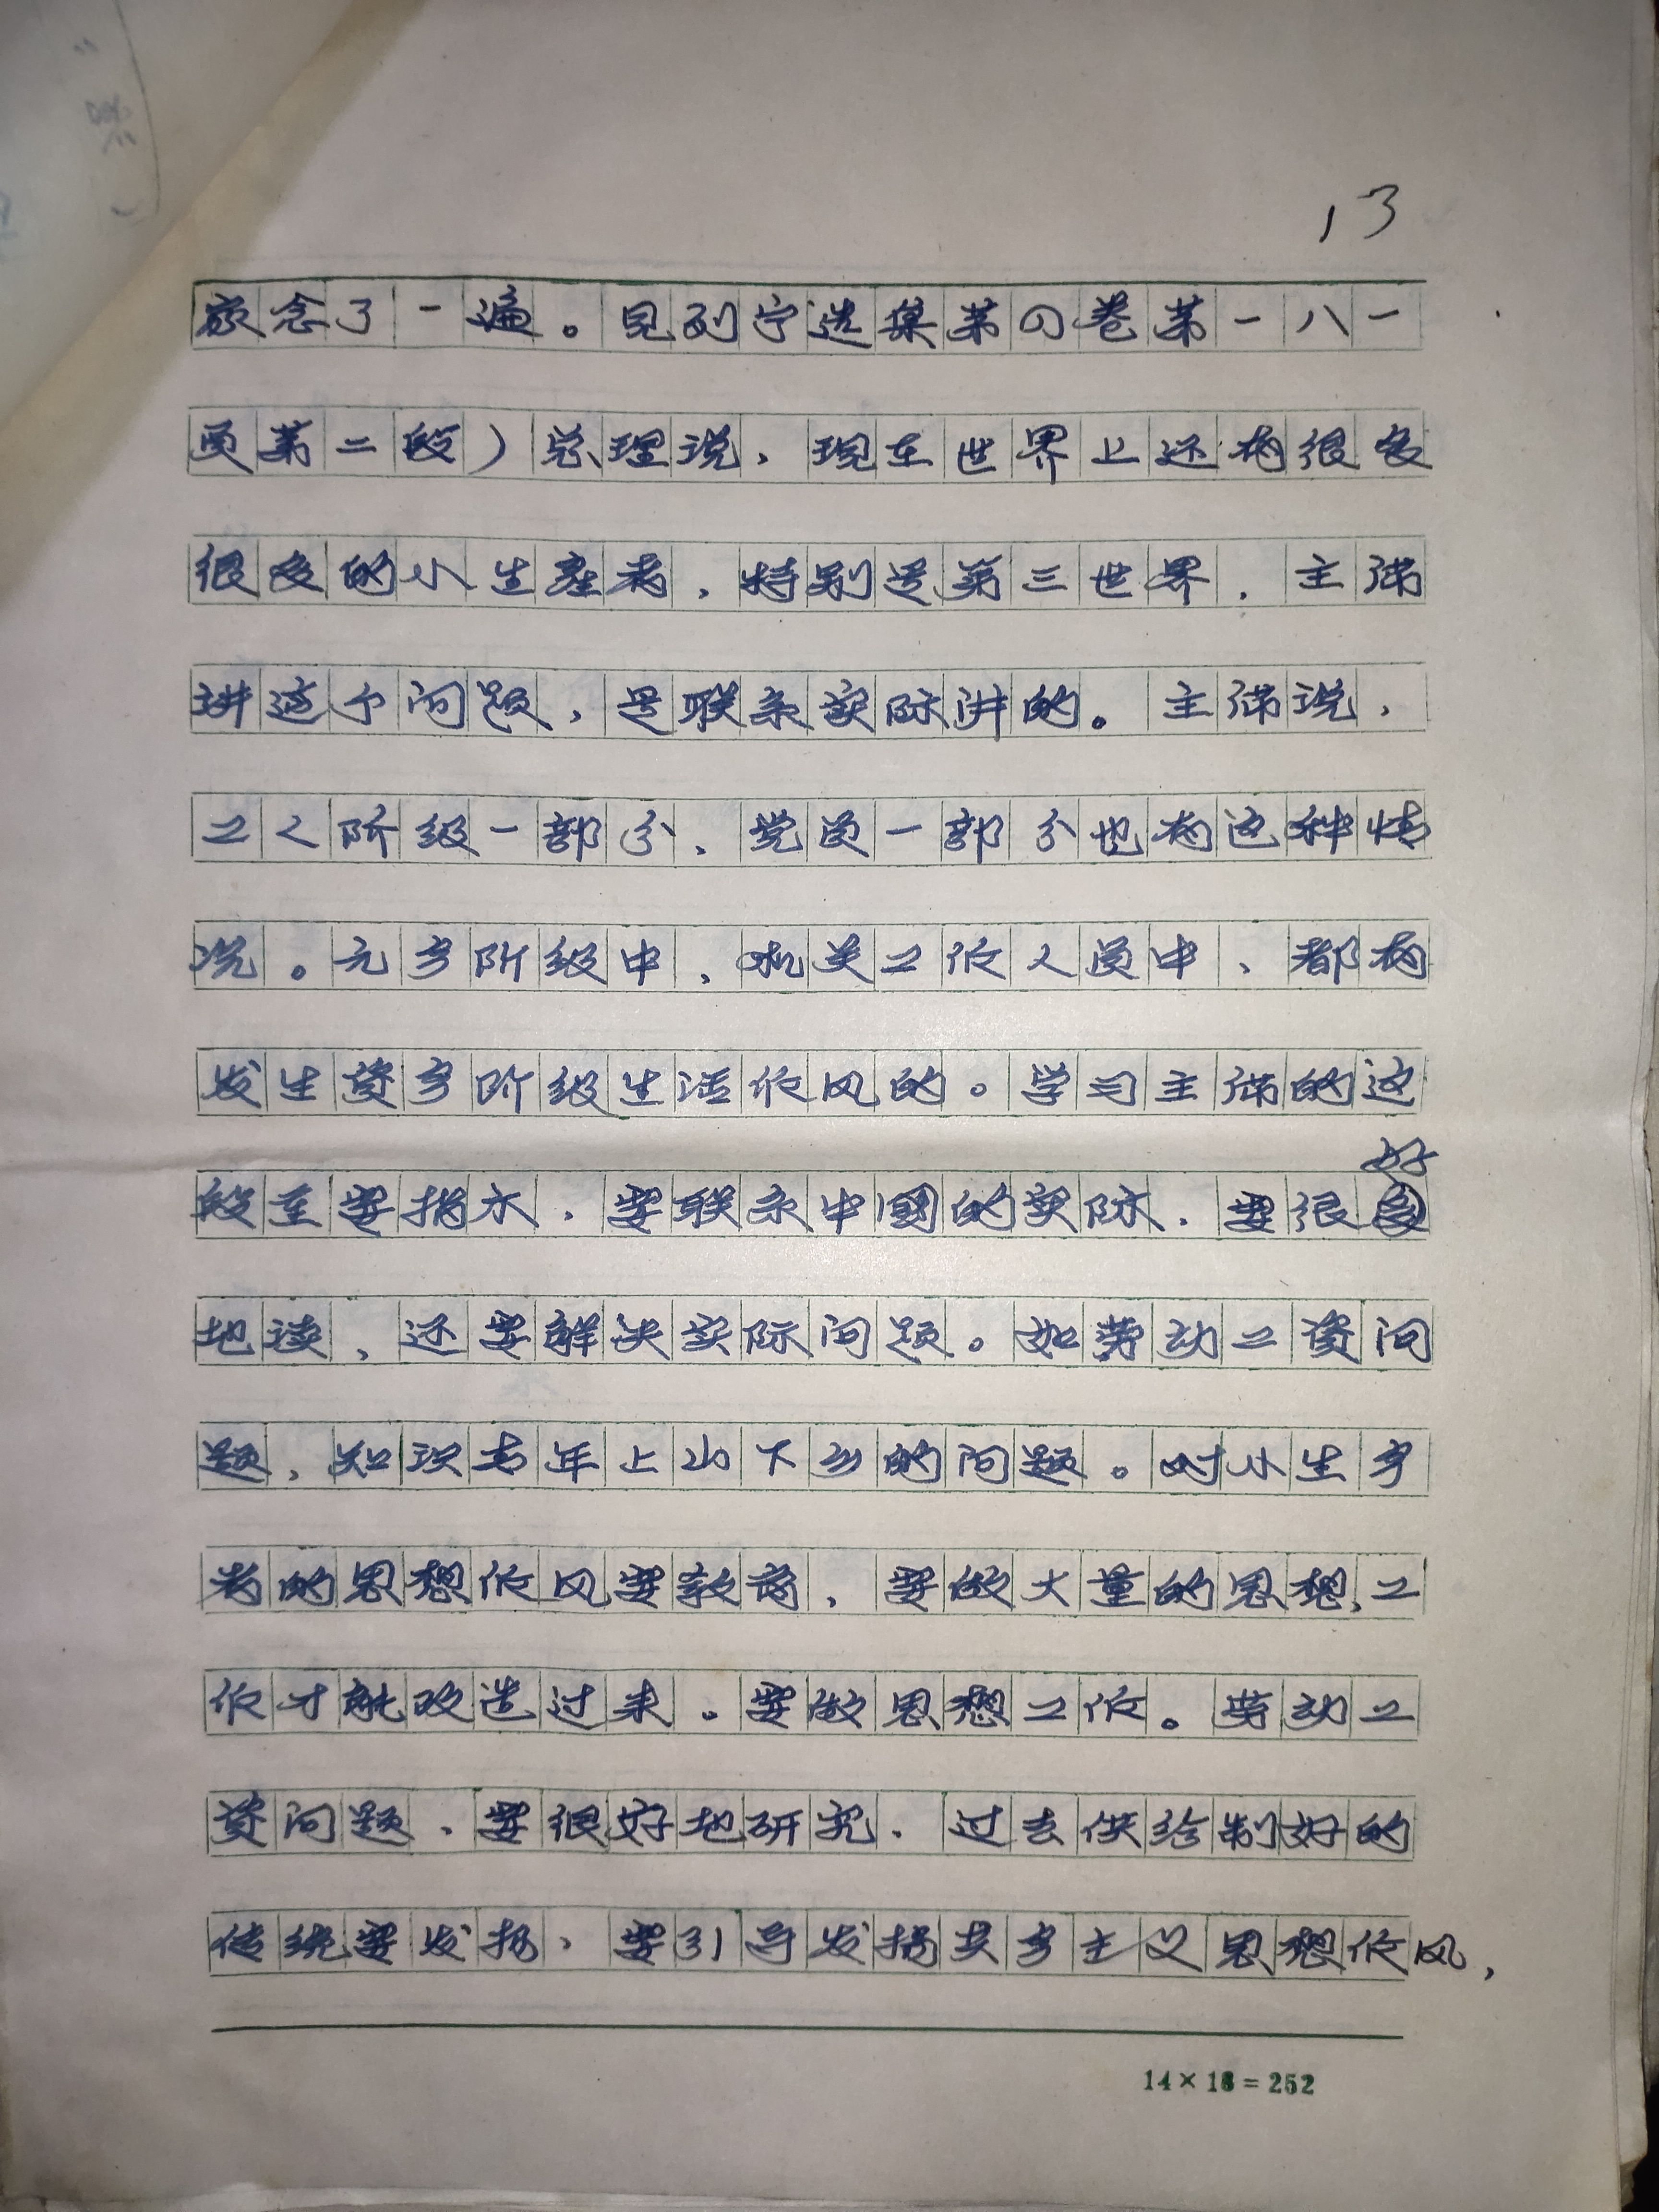 13
农念了一遍。见列宁选集第四卷第一八一
页第二段）总理说，现在世界上还有很多
很多的小生产者，特别是第三世界，主席
讲这个问题，是联系实际讲的。主席说，
工人阶级一部分，党员一部分也有这种情
况。无产阶级中，机关工作人员中，都有
发生资产阶级生活作风的。学习主席的这
好
段重要指示，要联系中国的实际，要很
地读，还要解决实际问题。如劳动工资问
题，知识青年上山下乡的问题。对小生产
者的思想作风要教育，要做大量的思想工
作才能改造过来。要做思想工作。劳动工
资问题，要很好地研究，过去供给制好的
传统要发扬，要引导发扬共产主义思想作风，
14×18=252